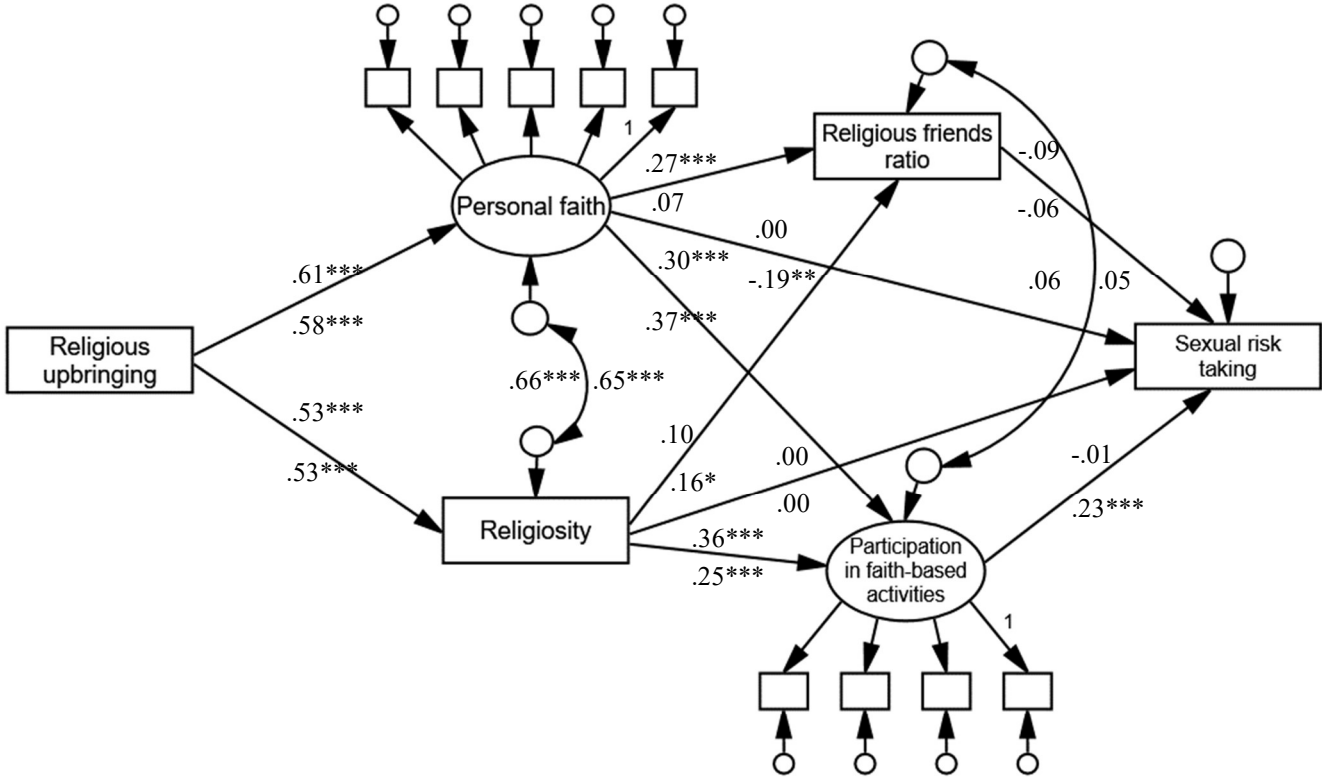 1
Religious friends
ratio
-.09
.27***
Personal faith
.07
-.06
.00
.30***
-.19**
.06
.05
.61***
.37***
.58***
Religious
upbringing
Sexual risk
taking
.66***
.65***
.53***
.10
.00
-.01
.53***
.16*
.00
.23***
Religiosity
.36***
.25***
Participation
in faith-based
activities
1